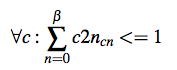 ∀c : ∑_{n=0}^{β} c2n_{cn} <= 1